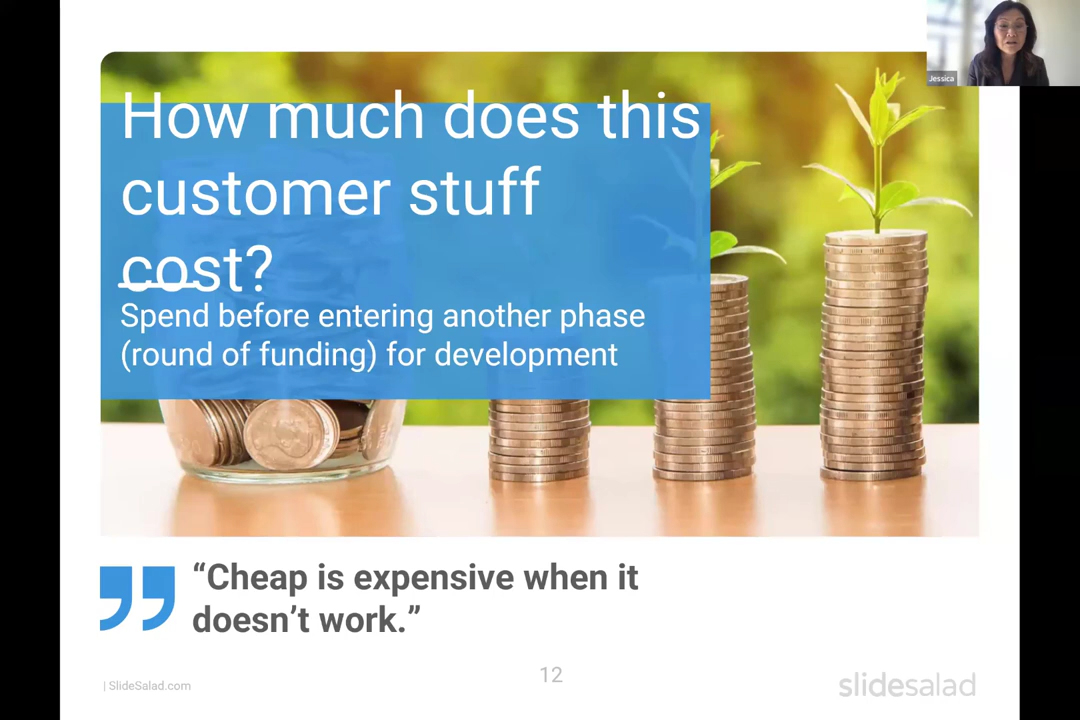 Jessica
How much does this
customer stuff
cost?
Spend before entering another phase
(round of funding) for development
“Cheap is expensive when it
doesn’t work.”
| SlideSalad.com
12
slidesalad